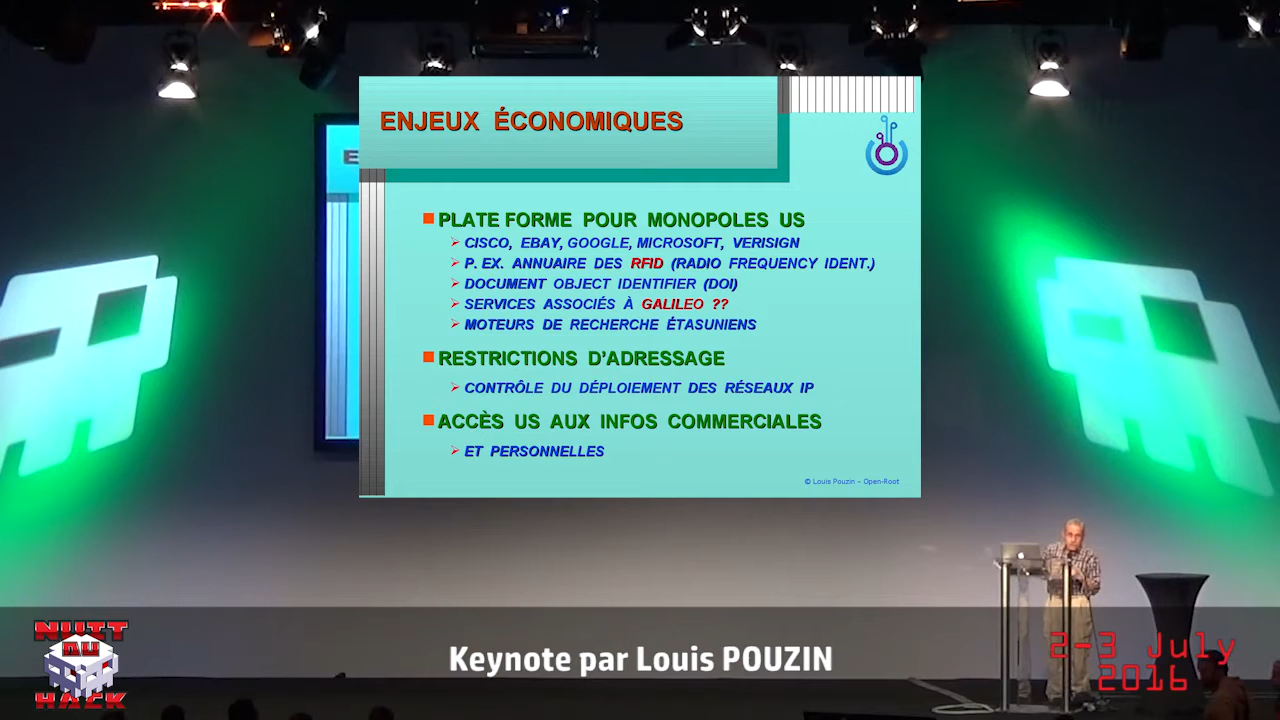 ENJEUX ÉCONOMIQUES
PLATE FORME POUR MONOPOLES US
CISCO, EBAY, GOOGLE, MICROSOFT, VERISIGN
P. EX. ANNUAIRE DES RFID (RADIO FREQUENCY IDENT.)
DOCUMENT OBJECT IDENTIFIER (DOI)
SERVICES ASSOCIÉS À GALILEO ??
MOTEURS DE RECHERCHE ÉTASUNIENS
RESTRICTIONS D'ADRESSAGE
CONTRÔLE DU DÉPLOIEMENT DES RÉSEAUX IP
ACCÈS US AUX INFOS COMMERCIALES
ET PERSONNELLES
© Louis Pouzin – Open-Root
NUIT
DU
HACK
Keynote par Louis POUZIN
2-3 July
2016